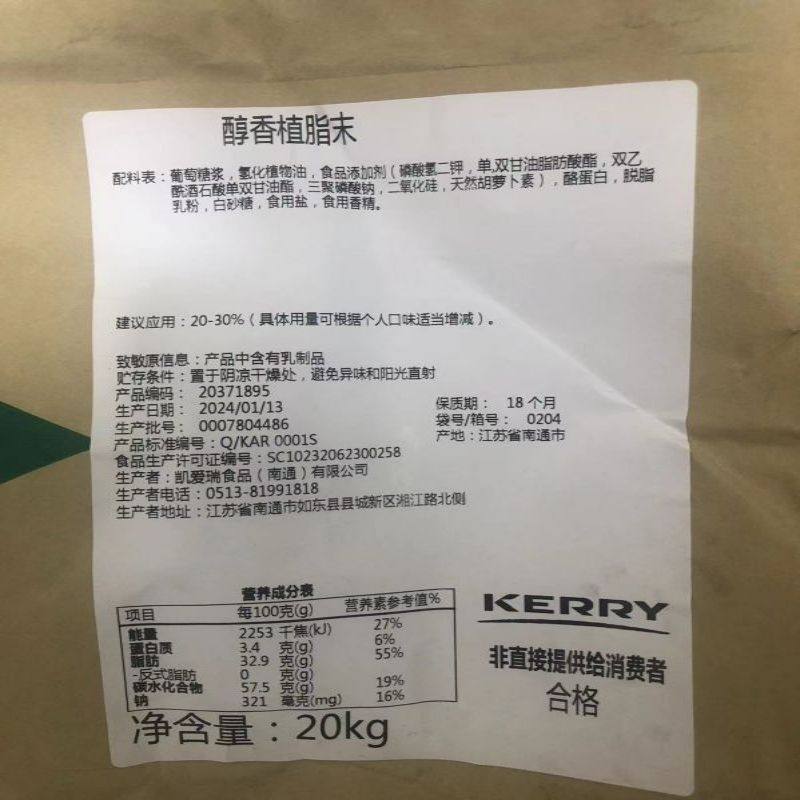 醇香植脂末
配料表：葡萄糖浆，氢化植物油，食品添加剂（磷酸氢二钾，单,双甘油脂肪酸酯，双乙
酰酒石酸单双甘油酯，三聚磷酸钠，二氧化硅，天然胡萝卜素），酪蛋白，脱脂
乳粉，白砂糖，食用盐，食用香精。
建议应用：20-30%（具体用量可根据个人口味适当增减）。
致敏原信息：产品中含有乳制品
贮存条件：置于阴凉干燥处，避免异味和阳光直射
产品编码： 20371895
生产日期： 2024/01/13 保质期： 18 个月
生产批号： 0007804486 袋号/箱号： 0204
产品标准编号：Q/KAR 0001S 产地：江苏省南通市
食品生产许可证编号：SC10232062300258
生产者：凯爱瑞食品（南通）有限公司
生产者电话：0513-81991818
生产者地址：江苏省南通市如东县县城新区湘江路北侧
营养成分表
项目 每100克(g) 营养素参考值%
能量 2253 千焦(kJ) 27%
蛋白质 3.4 克(g) 6%
脂肪 32.9 克(g) 55%
-反式脂肪 0 克(g)
碳水化合物 57.5 克(g) 19%
钠 321 毫克(mg) 16%
净含量：20kg
KERRY
非直接提供给消费者
合格